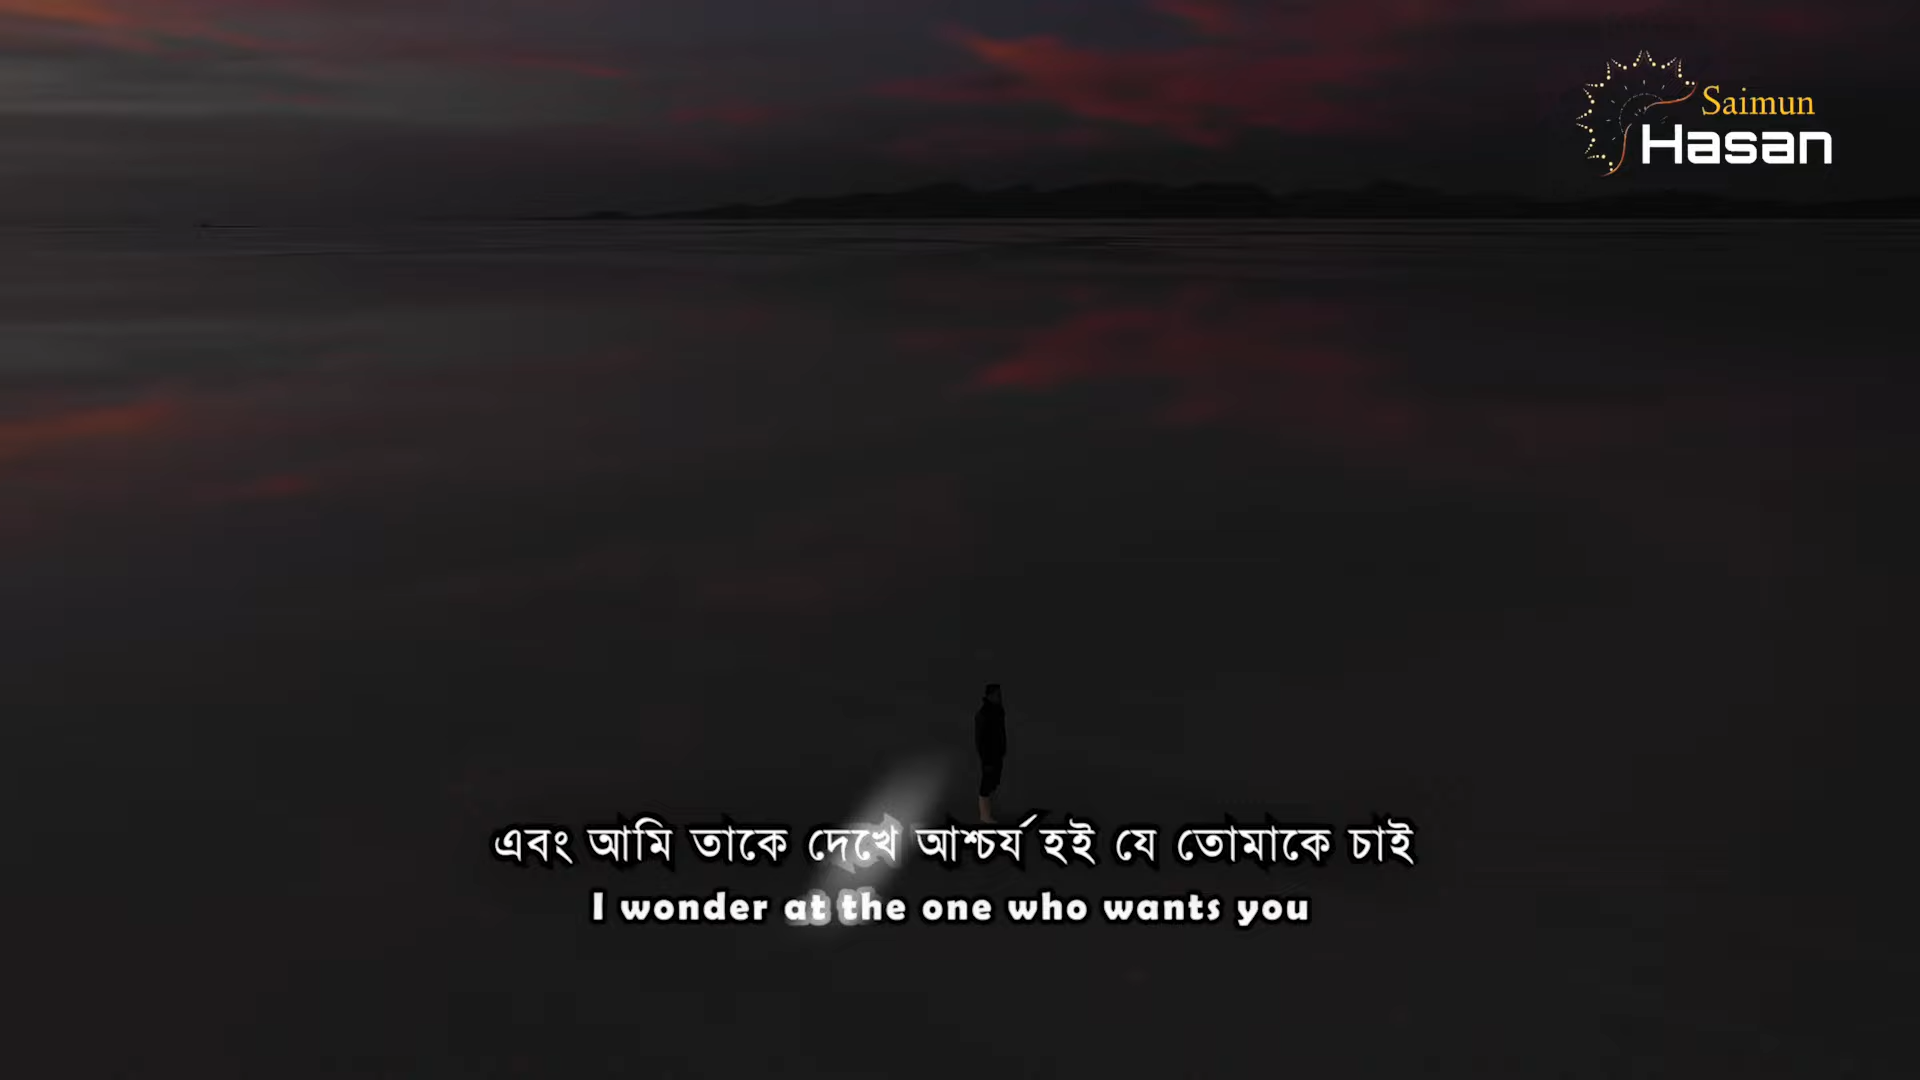 Saimun
Hasan
এবং আমি তাকে দেখে আশ্চর্য হই যে তোমাকে চাই
I wonder at the one who wants you